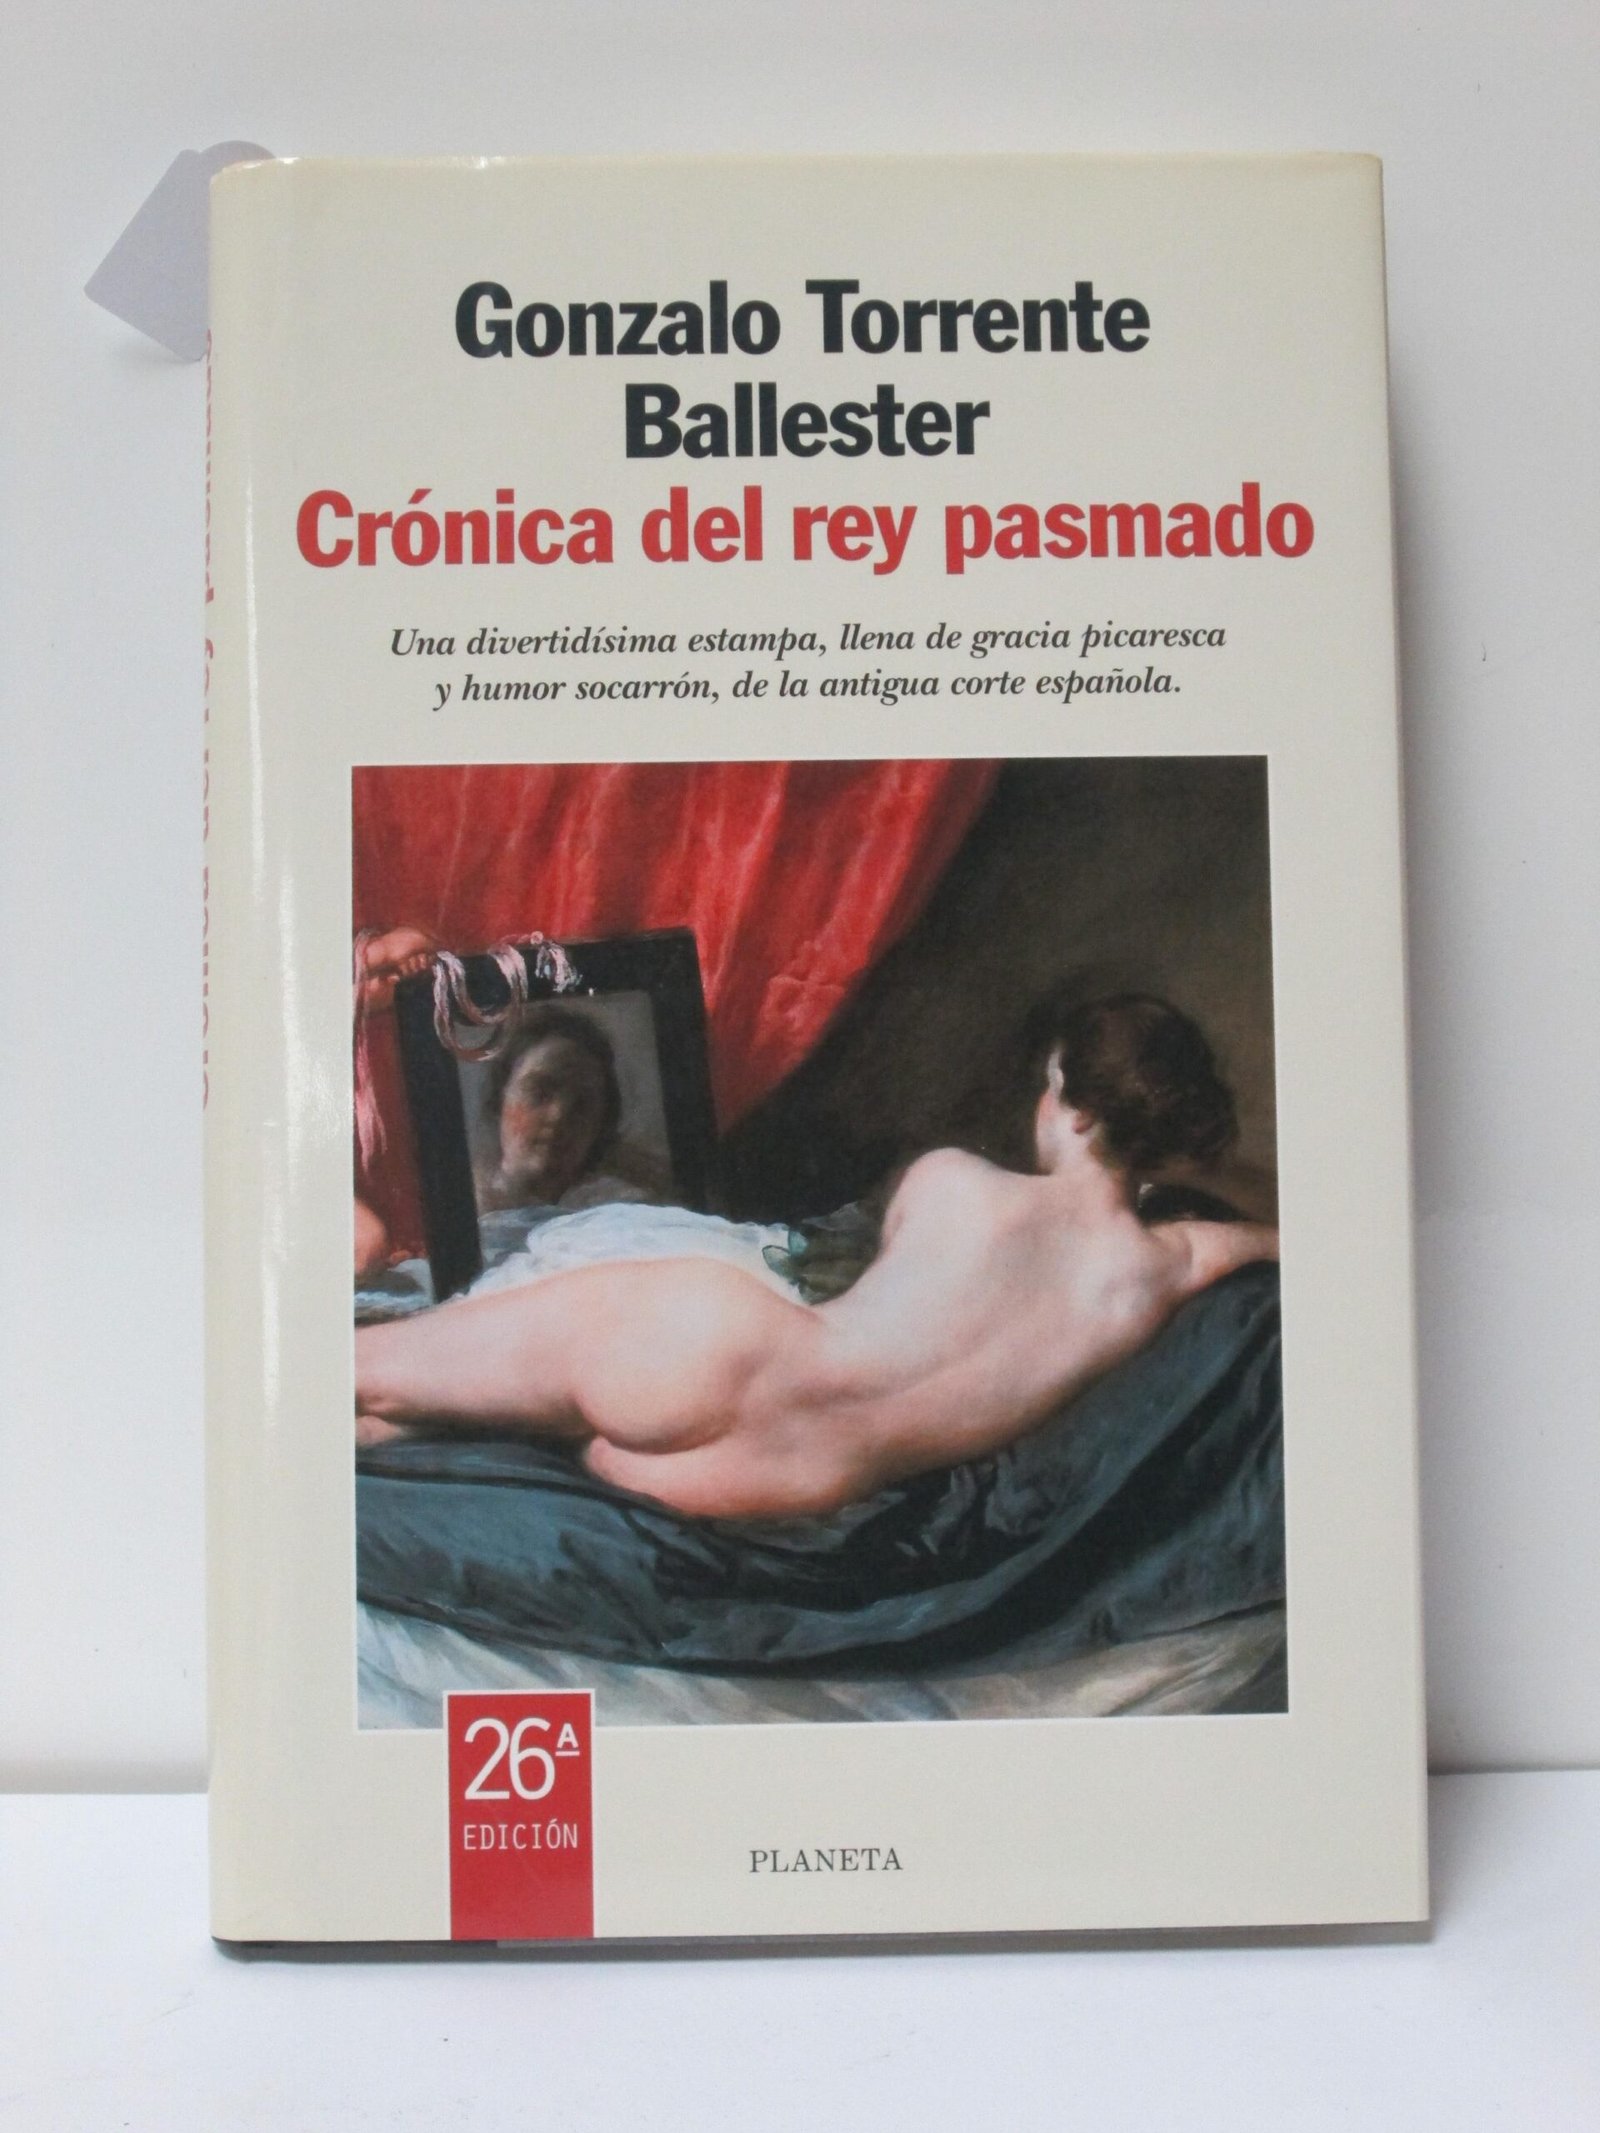 Gonzalo Torrente
Ballester
Crónica del rey pasmado
Una divertidísima estampa, llena de gracia picaresca
y humor socarrón, de la antigua corte española.
26ª
EDICIÓN
PLANETA